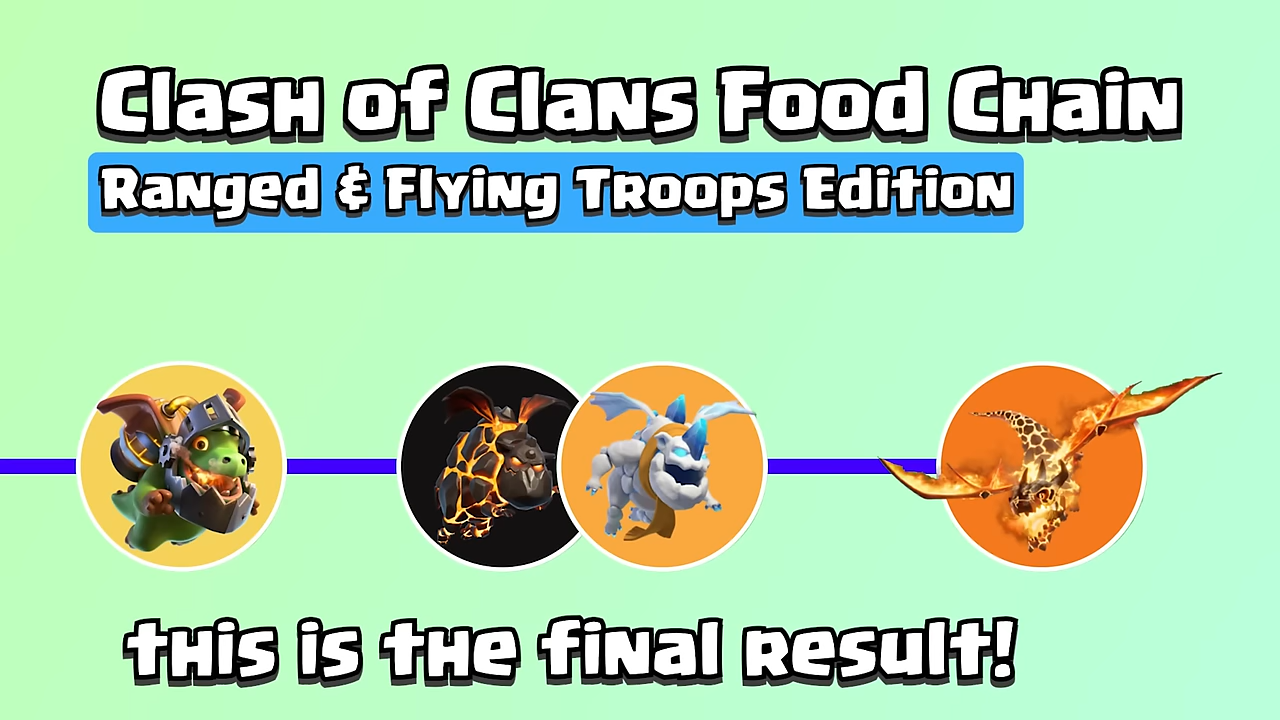 Clash of Clans Food Chain
Ranged & Flying Troops Edition
this is the final result!